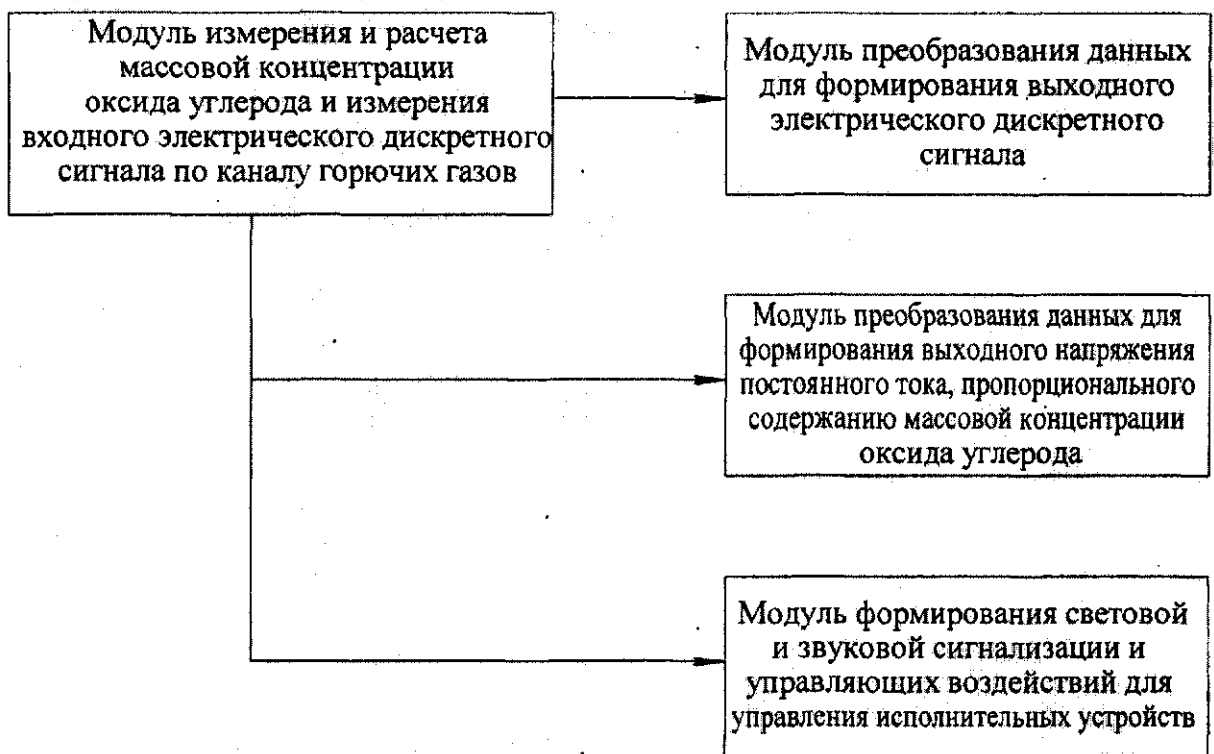 Модуль измерения и расчета
массовой концентрации
оксида углерода и измерения
входного электрического дискретного
сигнала по каналу горючих газов
Модуль преобразования данных
для формирования выходного
электрического дискретного
сигнала
Модуль преобразования данных для
формирования выходного напряжения
постоянного тока, пропорционального
содержанию массовой концентрации
оксида углерода
Модуль формирования световой
и звуковой сигнализации и
управляющих воздействий для
управления исполнительных устройств